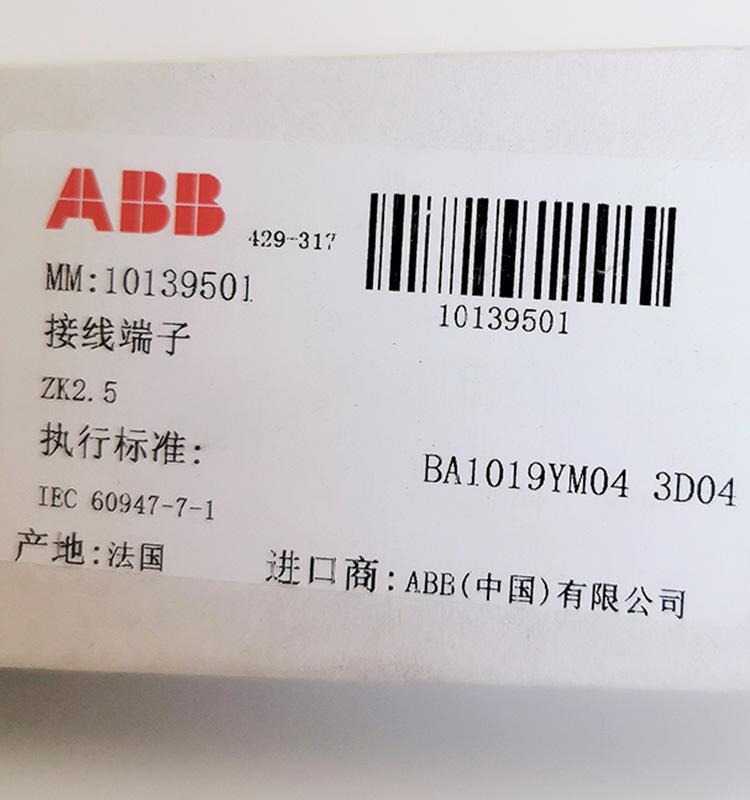 ABB
429-317
10139501
MM:10139501
接线端子
ZK2.5
执行标准:
BA1019YM04 3D04
IEC 60947-7-1
产地:法国
进口商:ABB(中国)有限公司